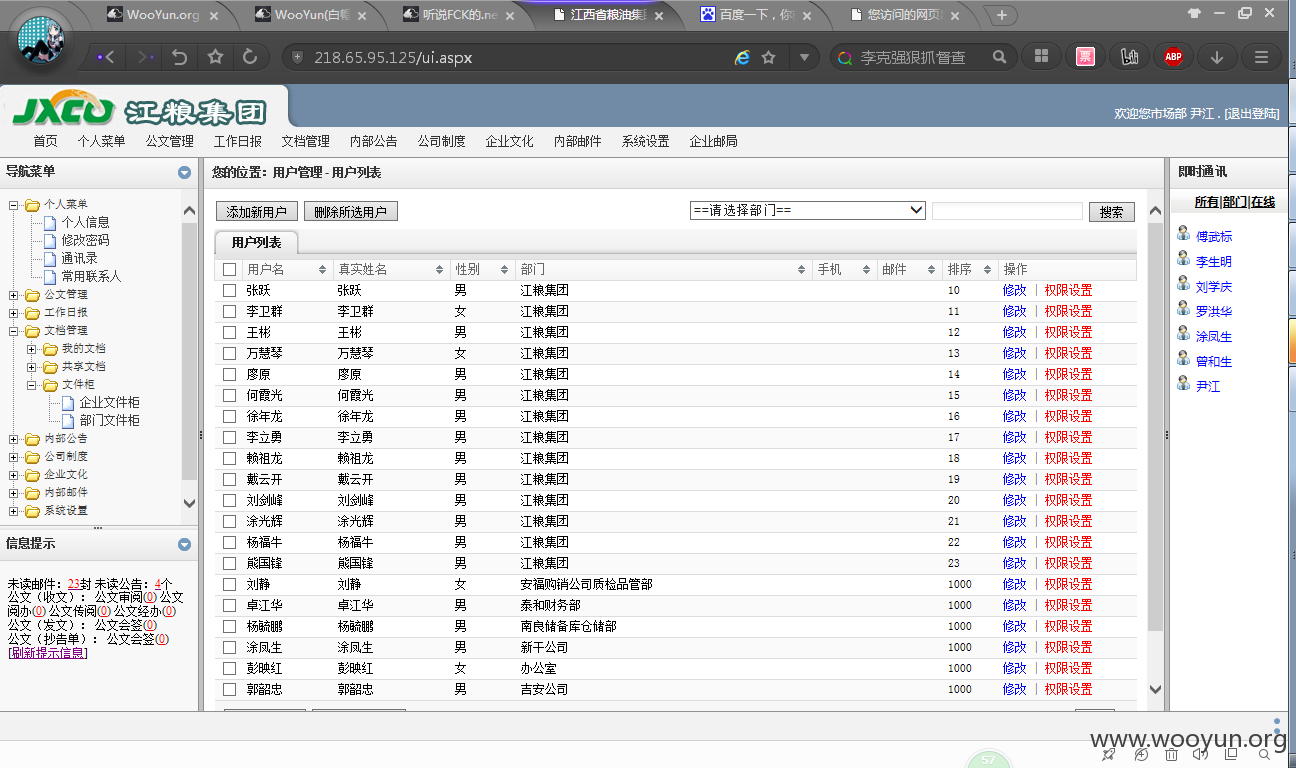 WooYun.org
WooYun(白帽
听说FCK的.ne
江西省粮油集团
百度一下，你
您访问的网页
218.65.95.125/ui.aspx
李克强狠抓督查
票
ABP
JXCO 江粮集团
欢迎您市场部 尹江 . [退出登陆]
首页 个人菜单 公文管理 工作日报 文档管理 内部公告 公司制度 企业文化 内部邮件 系统设置 企业邮局
导航菜单
个人菜单
个人信息
修改密码
通讯录
常用联系人
公文管理
工作日报
文档管理
我的文档
共享文档
文件柜
企业文件柜
部门文件柜
内部公告
公司制度
企业文化
内部邮件
系统设置
信息提示
未读邮件：23封 未读公告：4个
公文（收文）：公文审阅(0) 公文
阅办(0) 公文传阅(0) 公文经办(0)
公文（发文）：公文会签(0)
公文（抄告单）：公文会签(0)
[刷新提示信息]
您的位置：用户管理 - 用户列表
添加新用户 删除所选用户 ==请选择部门== 搜索
用户列表
用户名 真实姓名 性别 部门 手机 邮件 排序 操作
张跃 张跃 男 江粮集团 10 修改 | 权限设置
李卫群 李卫群 女 江粮集团 11 修改 | 权限设置
王彬 王彬 男 江粮集团 12 修改 | 权限设置
万慧琴 万慧琴 女 江粮集团 13 修改 | 权限设置
廖原 廖原 男 江粮集团 14 修改 | 权限设置
何霞光 何霞光 男 江粮集团 15 修改 | 权限设置
徐年龙 徐年龙 男 江粮集团 16 修改 | 权限设置
李立勇 李立勇 男 江粮集团 17 修改 | 权限设置
赖祖龙 赖祖龙 男 江粮集团 18 修改 | 权限设置
戴云开 戴云开 男 江粮集团 19 修改 | 权限设置
刘剑峰 刘剑峰 男 江粮集团 20 修改 | 权限设置
涂光辉 涂光辉 男 江粮集团 21 修改 | 权限设置
杨福牛 杨福牛 男 江粮集团 22 修改 | 权限设置
熊国锋 熊国锋 男 江粮集团 23 修改 | 权限设置
刘静 刘静 女 安福购销公司质检品管部 1000 修改 | 权限设置
卓江华 卓江华 男 泰和财务部 1000 修改 | 权限设置
杨毓鹏 杨毓鹏 男 南良储备库仓储部 1000 修改 | 权限设置
涂凤生 涂凤生 男 新干公司 1000 修改 | 权限设置
彭映红 彭映红 女 办公室 1000 修改 | 权限设置
郭韶忠 郭韶忠 男 吉安公司 1000 修改 | 权限设置
即时通讯
所有|部门|在线
傅武标
李生明
刘学庆
罗洪华
涂凤生
曾和生
尹江
www.wooyun.org
57